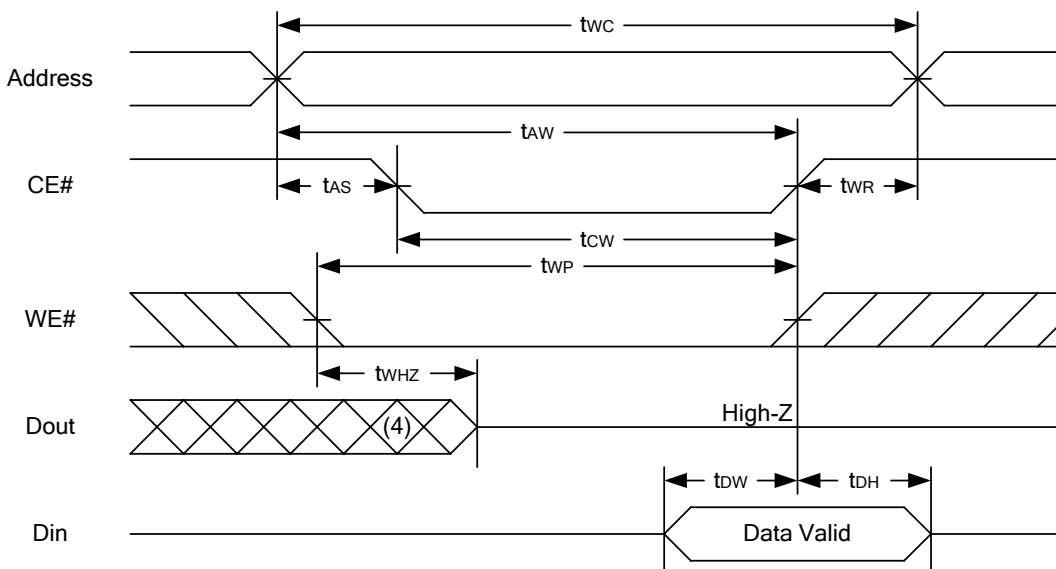 tWC
Address
tAW
CE#
tAS
tWR
tCW
tWP
WE#
tWHZ
Dout
(4)
High-Z
tDW
tDH
Din
Data Valid